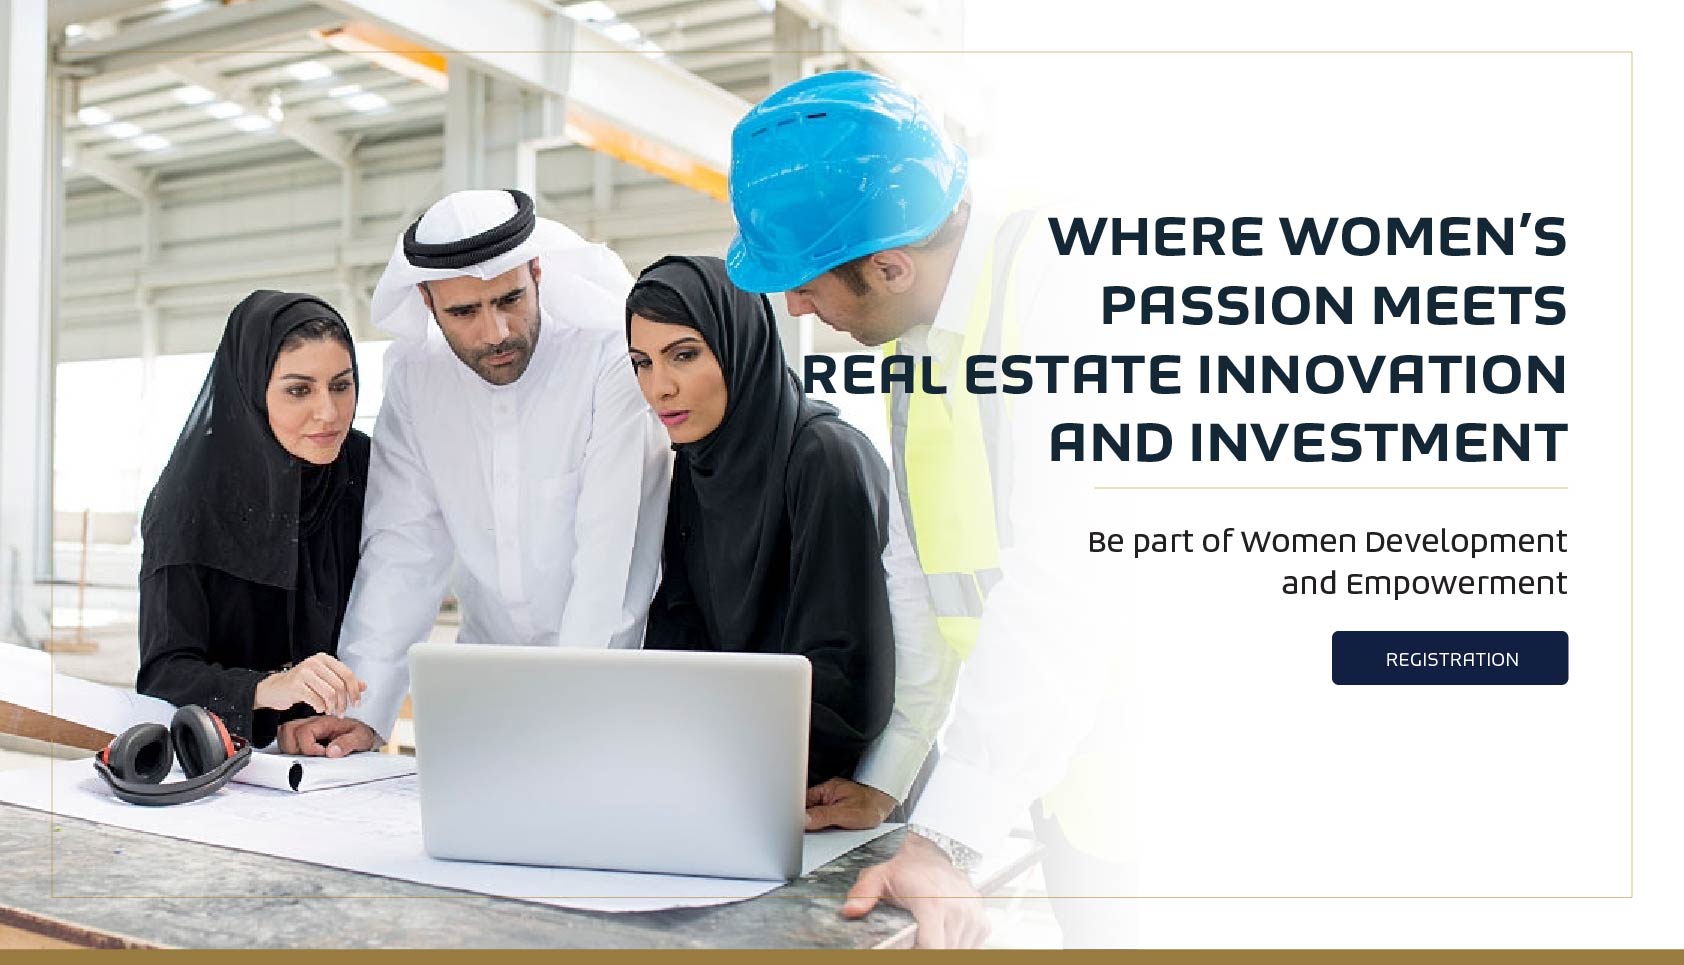 WHERE WOMEN’S
PASSION MEETS
REAL ESTATE INNOVATION
AND INVESTMENT
Be part of Women Development
and Empowerment
REGISTRATION